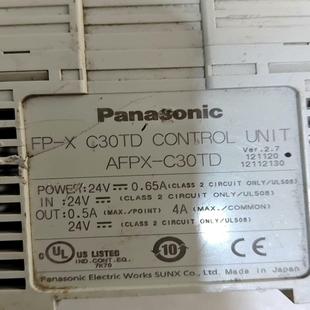 Panasonic
FP-X C30TD CONTROL UNIT
Ver.2.7
AFPX-C30TD
121120
12112130
POWER:24V⎓ 0.65A(CLASS 2 CIRCUIT ONLY/UL508)
IN :24V⎓ (CLASS 2 CIRCUIT ONLY/UL508)
OUT:0.5A (MAX./POINT) 4A (MAX./COMMON)
24V⎓ (CLASS 2 CIRCUIT ONLY/UL508)
c UL US LISTED
IND.CONT.EQ.
7K70
10
Panasonic Electric Works SUNX Co., Ltd. Made in Japan